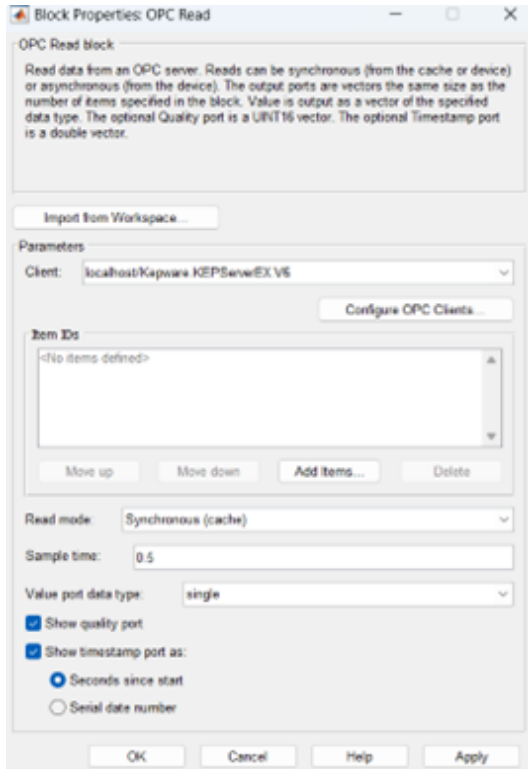 Block Properties: OPC Read
OPC Read block
Read data from an OPC server. Reads can be synchronous (from the cache or device)
or asynchronous (from the device). The output ports are vectors the same size as the
number of items specified in the block. Value is output as a vector of the specified
data type. The optional Quality port is a UINT16 vector. The optional Timestamp port
is a double vector.
Import from Workspace...
Parameters
Client: localhost/Kepware.KEPServerEX.V6
Configure OPC Clients...
Item IDs
<No items defined>
Move up Move down Add Items... Delete
Read mode: Synchronous (cache)
Sample time: 0.5
Value port data type: single
Show quality port
Show timestamp port as:
Seconds since start
Serial date number
OK Cancel Help Apply